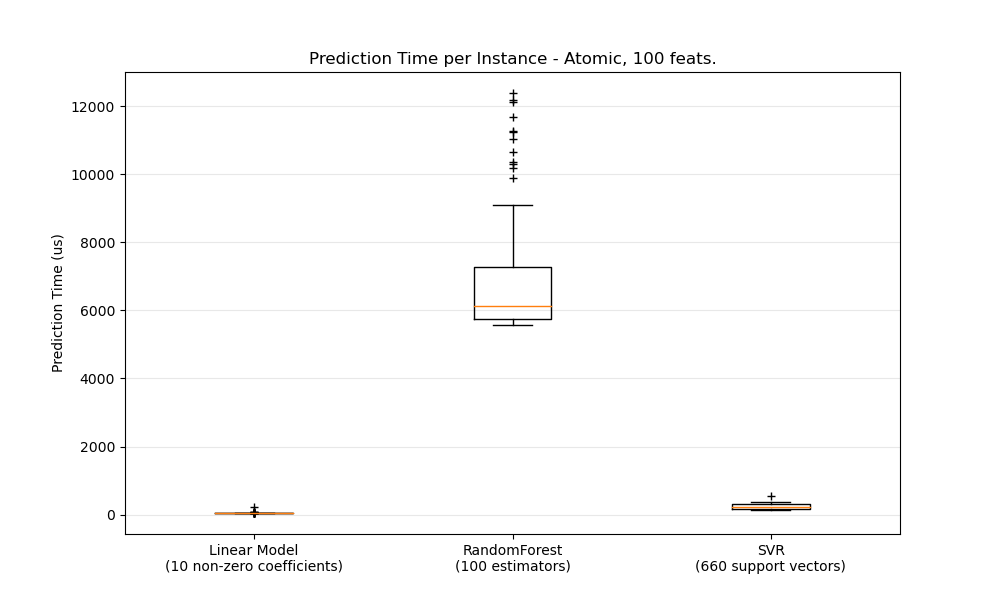 Prediction Time per Instance - Atomic, 100 feats.
Prediction Time (us)
12000
10000
8000
6000
4000
2000
0
Linear Model
(10 non-zero coefficients)
RandomForest
(100 estimators)
SVR
(660 support vectors)